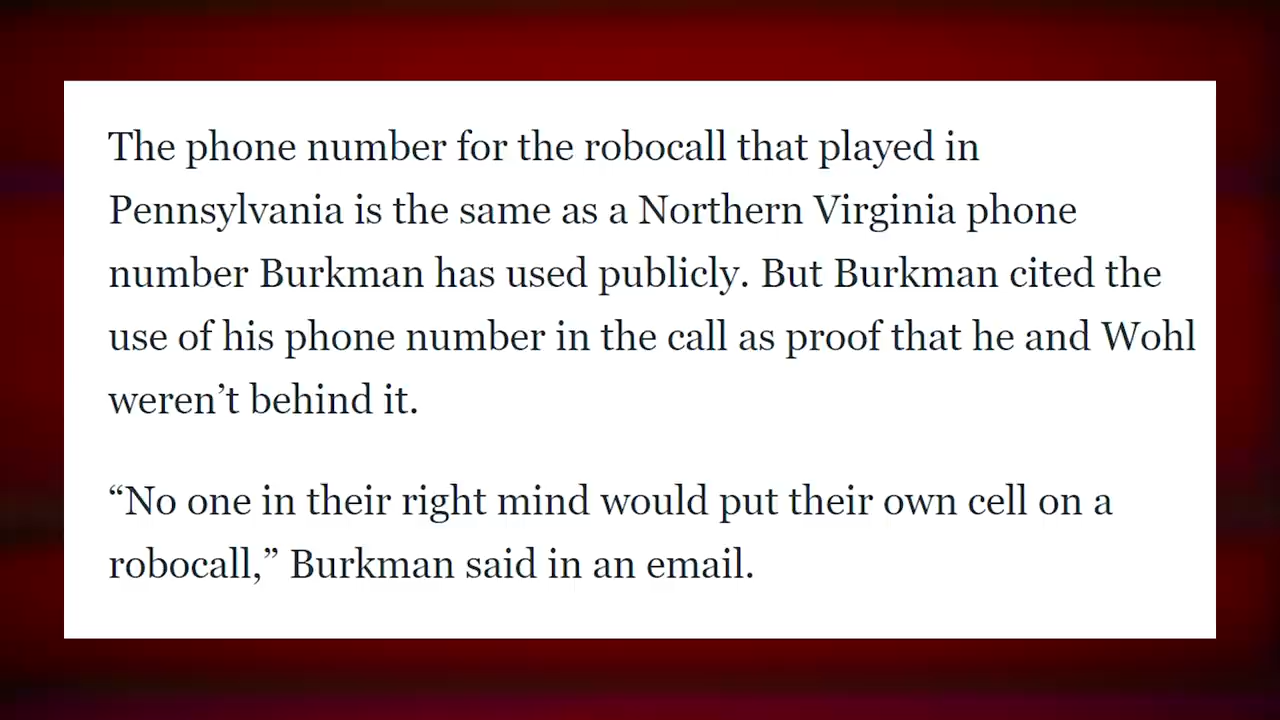 The phone number for the robocall that played in
Pennsylvania is the same as a Northern Virginia phone
number Burkman has used publicly. But Burkman cited the
use of his phone number in the call as proof that he and Wohl
weren’t behind it.
“No one in their right mind would put their own cell on a
robocall,” Burkman said in an email.